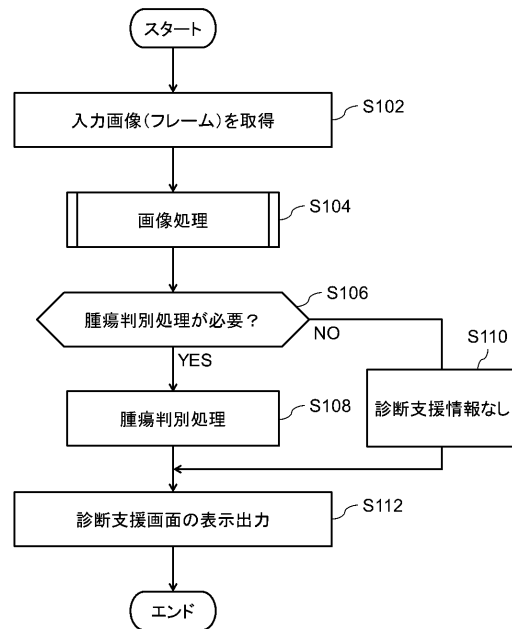 スタート
入力画像(フレーム)を取得
S102
画像処理
S104
腫瘍判別処理が必要？
S106
NO
YES
S110
診断支援情報なし
腫瘍判別処理
S108
診断支援画面の表示出力
S112
エンド